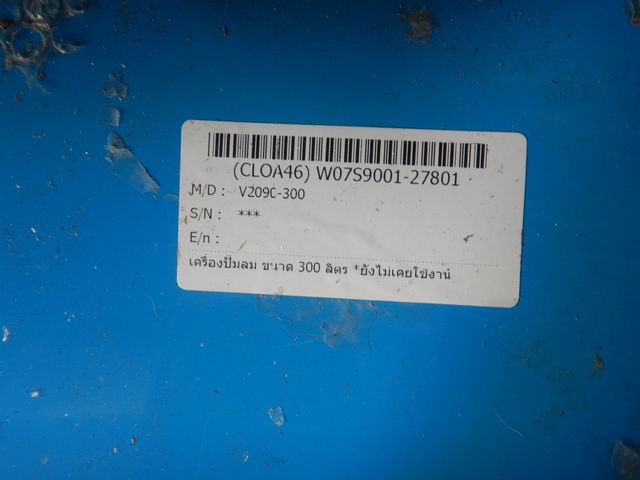 (CLOA46) W07S9001-27801
M/D : V209C-300
S/N : ***
E/n :
เครื่องปั๊มลม ขนาด 300 ลิตร *ยังไม่เคยใช้งาน